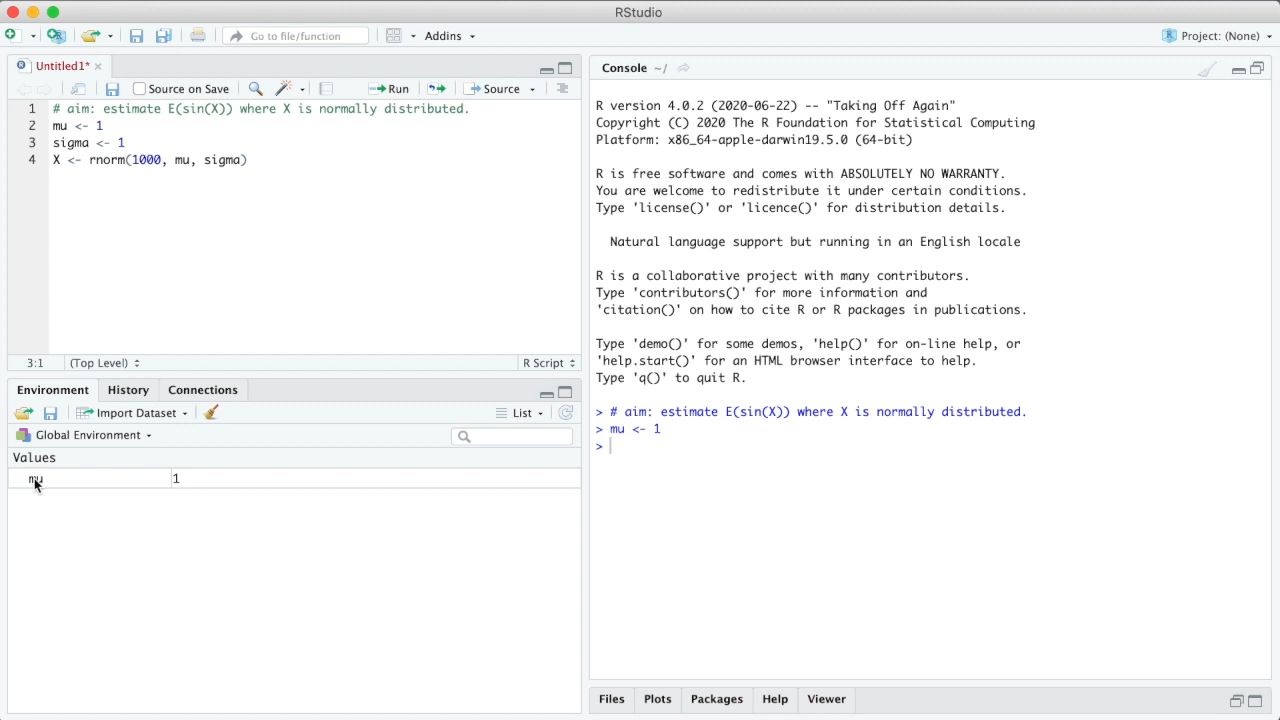 RStudio
Go to file/function
Addins
Project: (None)
Untitled1*
Source on Save
Run
Source
1 # aim: estimate E(sin(X)) where X is normally distributed.
2 mu <- 1
3 sigma <- 1
4 X <- rnorm(1000, mu, sigma)
3:1 (Top Level) R Script
Environment History Connections
Import Dataset List
Global Environment
Values
mu 1
Console ~/
R version 4.0.2 (2020-06-22) -- "Taking Off Again"
Copyright (C) 2020 The R Foundation for Statistical Computing
Platform: x86_64-apple-darwin19.5.0 (64-bit)
R is free software and comes with ABSOLUTELY NO WARRANTY.
You are welcome to redistribute it under certain conditions.
Type 'license()' or 'licence()' for distribution details.
Natural language support but running in an English locale
R is a collaborative project with many contributors.
Type 'contributors()' for more information and
'citation()' on how to cite R or R packages in publications.
Type 'demo()' for some demos, 'help()' for on-line help, or
'help.start()' for an HTML browser interface to help.
Type 'q()' to quit R.
> # aim: estimate E(sin(X)) where X is normally distributed.
> mu <- 1
>
Files Plots Packages Help Viewer